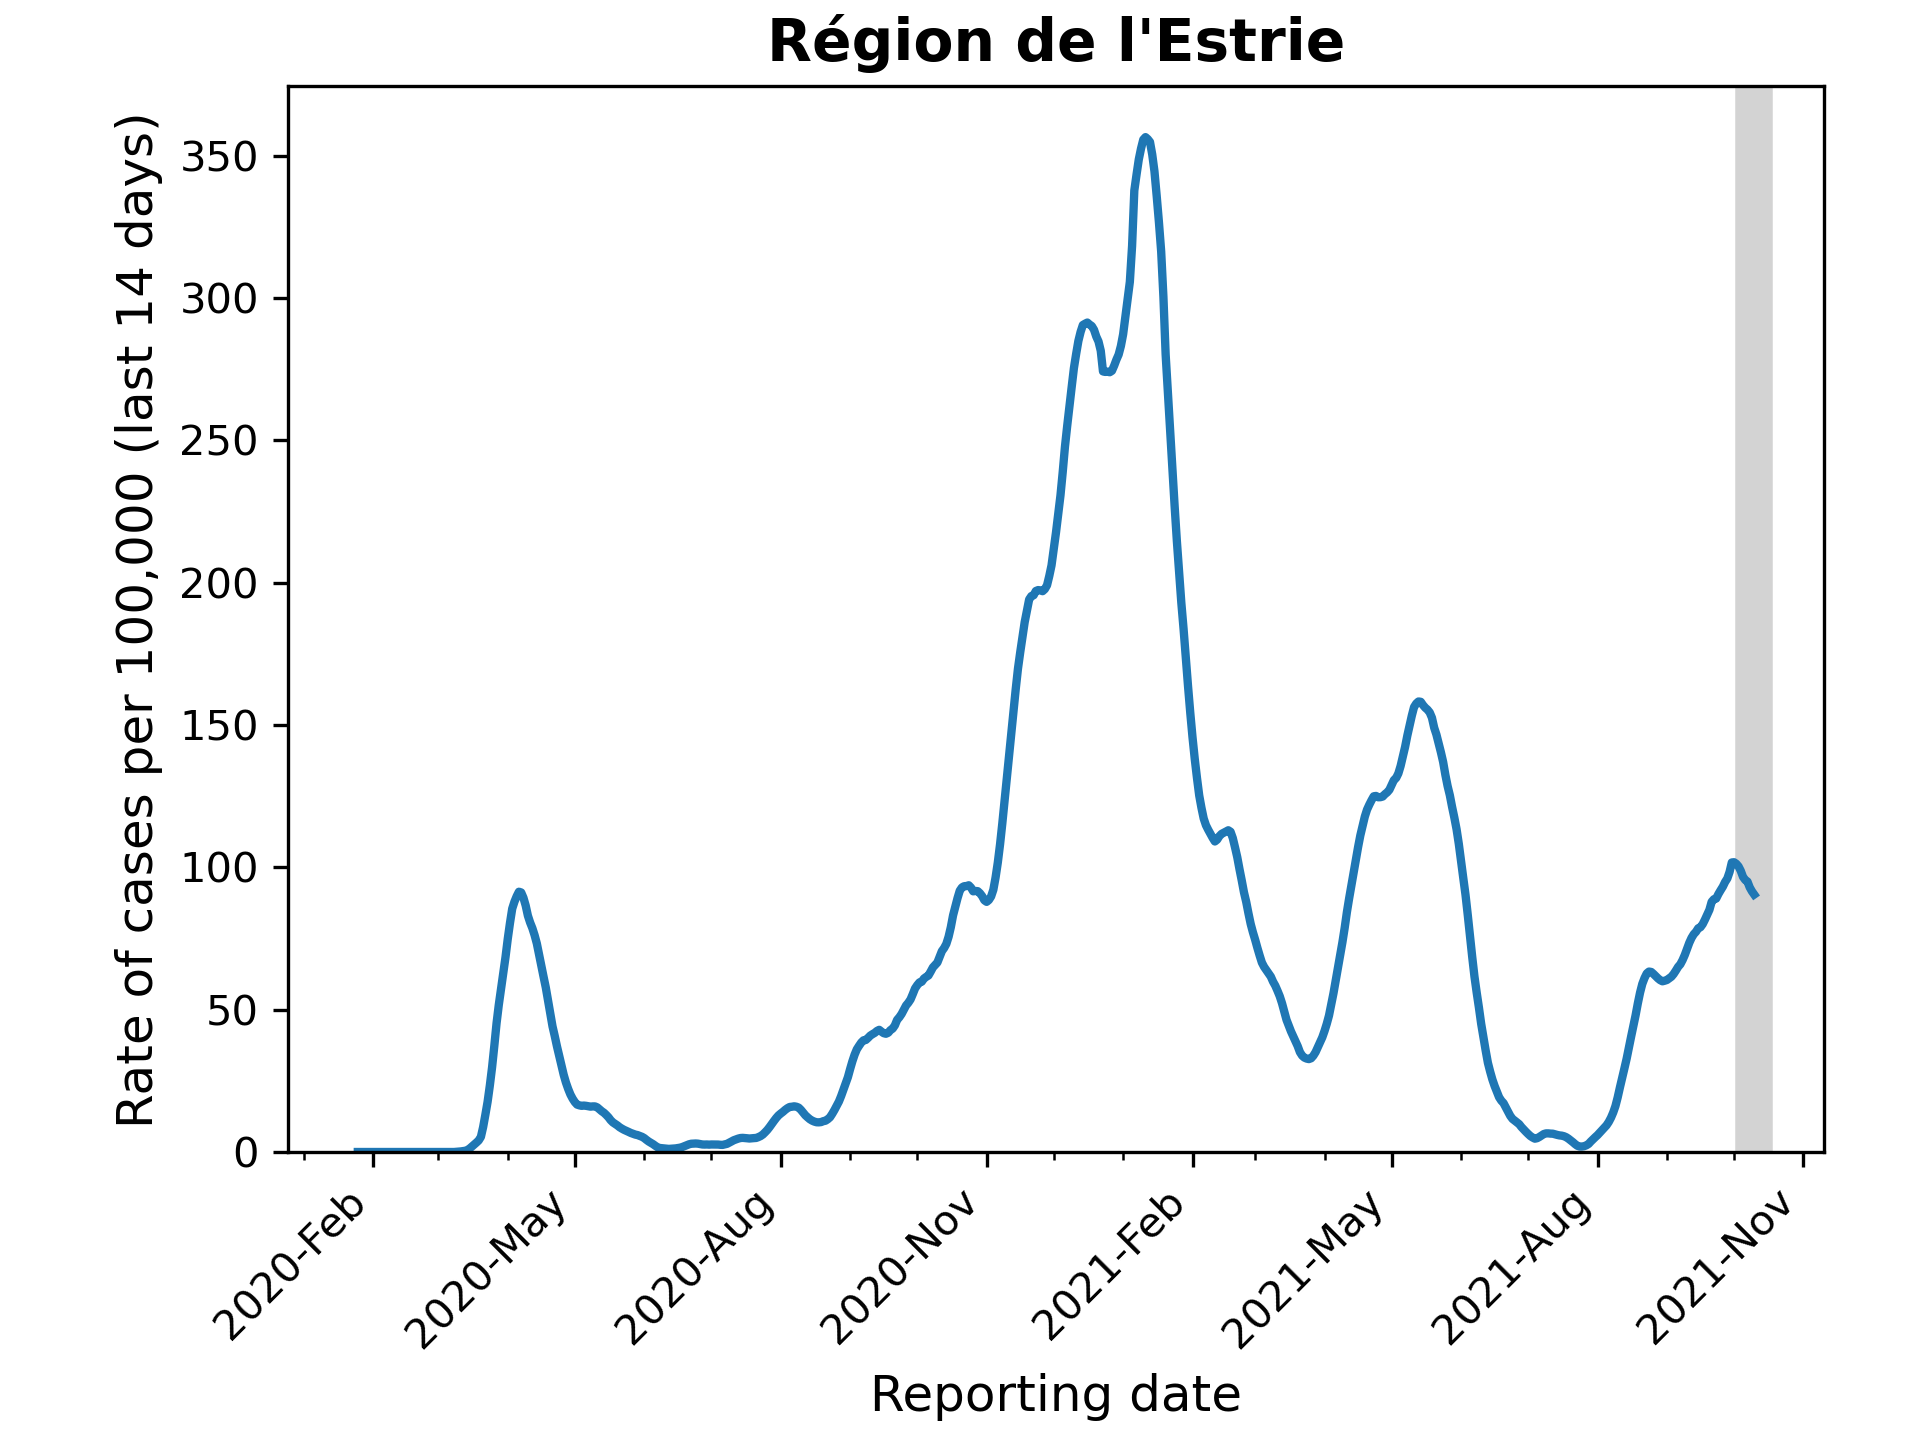 Région de l'Estrie
Rate of cases per 100,000 (last 14 days)
350
300
250
200
150
100
50
0
2020-Feb
2020-May
2020-Aug
2020-Nov
2021-Feb
2021-May
2021-Aug
2021-Nov
Reporting date